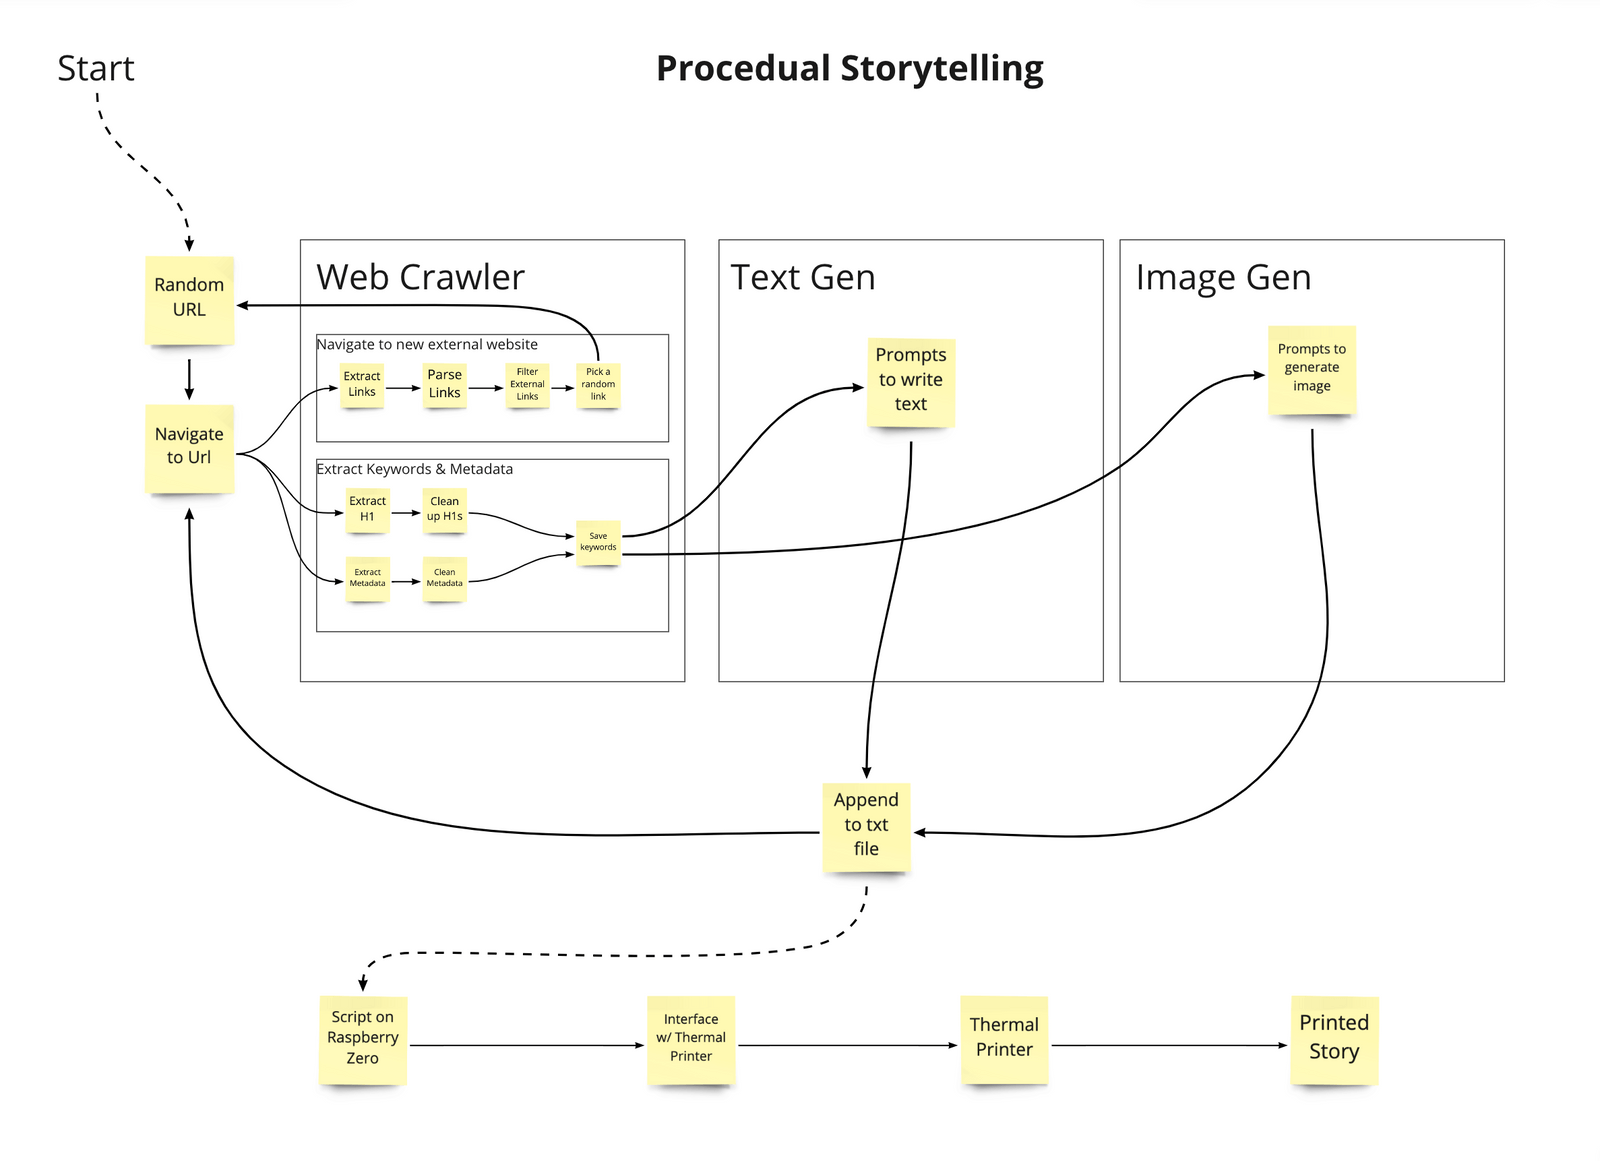 Start
Procedual Storytelling
Random
URL
Navigate
to Url
Web Crawler
Navigate to new external website
Extract
Links
Parse
Links
Filter
External
Links
Pick a
random
link
Extract Keywords & Metadata
Extract
H1
Clean
up H1s
Extract
Metadata
Clean
Metadata
Save
keywords
Text Gen
Prompts
to write
text
Image Gen
Prompts to
generate
image
Append
to txt
file
Script on
Raspberry
Zero
Interface
w/ Thermal
Printer
Thermal
Printer
Printed
Story